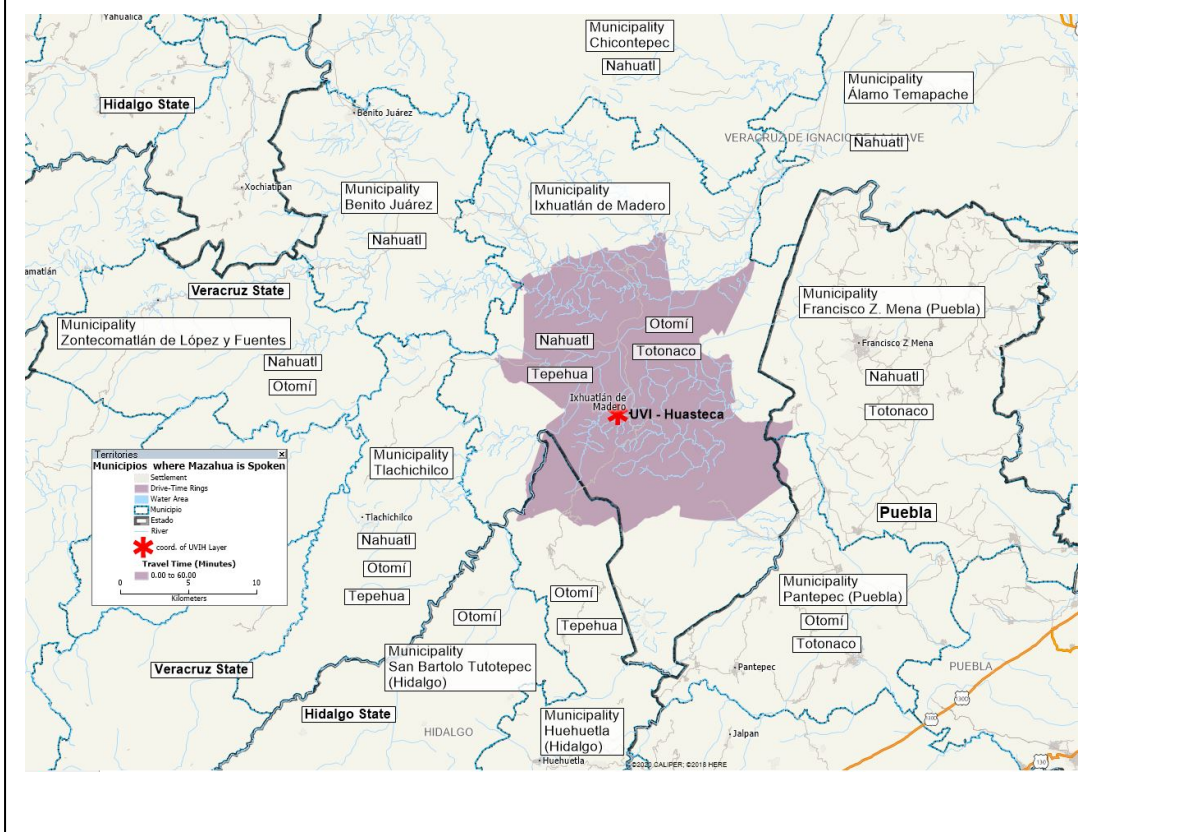 Yahualica
Municipality
Chicontepec
Nahuatl
Municipality
Álamo Temapache
Hidalgo State
Benito Juárez
VERACRUZ DE IGNACIO DE LA LLAVE
Nahuatl
Xochiatipan
Municipality
Benito Juárez
Municipality
Ixhuatlán de Madero
Nahuatl
amatlán
Veracruz State
Municipality
Francisco Z. Mena (Puebla)
Municipality
Zontecomatlán de López y Fuentes
Otomí
Nahuatl
Totonaco
Francisco Z Mena
Nahuatl
Tepehua
Nahuatl
Otomí
Ixhuatlán de
Madero
UVI - Huasteca
Totonaco
Territories
Municipios where Mazahua is Spoken
Settlement
Drive-Time Rings
Water Area
Municipio
Estado
River
coord. of UVIH Layer
Travel Time (Minutes)
0.00 to 60.00
0 5 10
Kilometers
Municipality
Tlachichilco
Puebla
Tlachichilco
Nahuatl
Otomí
Tepehua
Municipality
Pantepec (Puebla)
Otomí
Totonaco
Otomí
Tepehua
Otomí
Municipality
San Bartolo Tutotepec
(Hidalgo)
Veracruz State
Pantepec
PUEBLA
Hidalgo State
HIDALGO
Municipality
Huehuetla
(Hidalgo)
Huehuetla
Jalpan
130D
130D
130